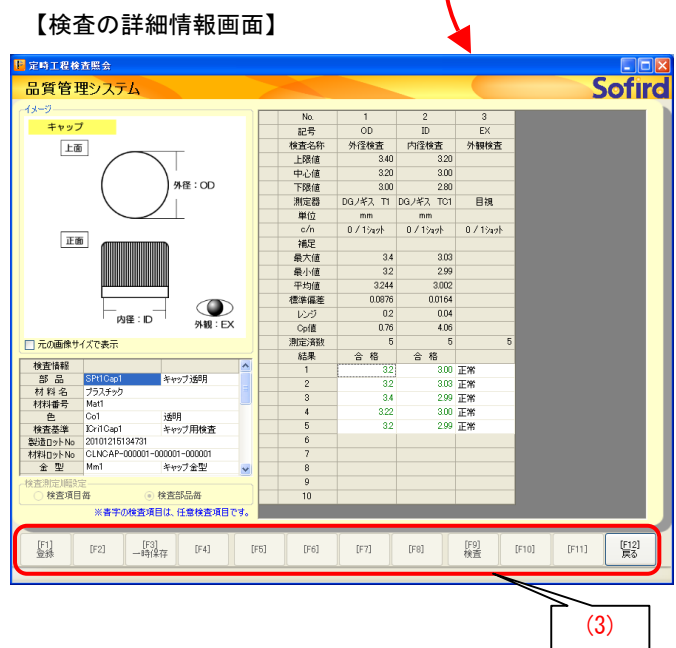 【検査の詳細情報画面】
定時工程検査照会
品質管理システム
Sofird
イメージ
キャップ
上面
外径：OD
正面
内径：ID
外観：EX
元の画像サイズで表示
No. 1 2 3
記号 OD ID EX
検査名称 外径検査 内径検査 外観検査
上限値 3.40 3.20
中心値 3.20 3.00
下限値 3.00 2.80
測定器 DGノギス T1 DGノギス TC1 目視
単位 mm mm
c/n 0 / 1ショット 0 / 1ショット 0 / 1ショット
補足
最大値 3.4 3.03
最小値 3.2 2.99
平均値 3.244 3.002
標準偏差 0.0876 0.0164
レンジ 0.2 0.04
Cp値 0.76 4.06
測定済数 5 5 5
結果 合 格 合 格
1 3.2 3.00 正常
2 3.2 3.03 正常
3 3.4 2.99 正常
4 3.22 3.00 正常
5 3.2 2.99 正常
6
7
8
9
10
検査情報
部 品 SPt1Cap1 キャップ透明
材 料 名 プラスチック
材料番号 Mat1
色 Co1 透明
検査基準 ICri1Cap1 キャップ用検査
製造ロットNo 20101215134731
材料ロットNo CLNCAP-000001-000001-000001
金 型 Mm1 キャップ金型
検査測定順設定
検査項目毎 検査部品毎
※青字の検査項目は、任意検査項目です。
[F1] 登録 [F2] [F3] 一時保存 [F4] [F5] [F6] [F7] [F8] [F9] 検査 [F10] [F11] [F12] 戻る
(3)